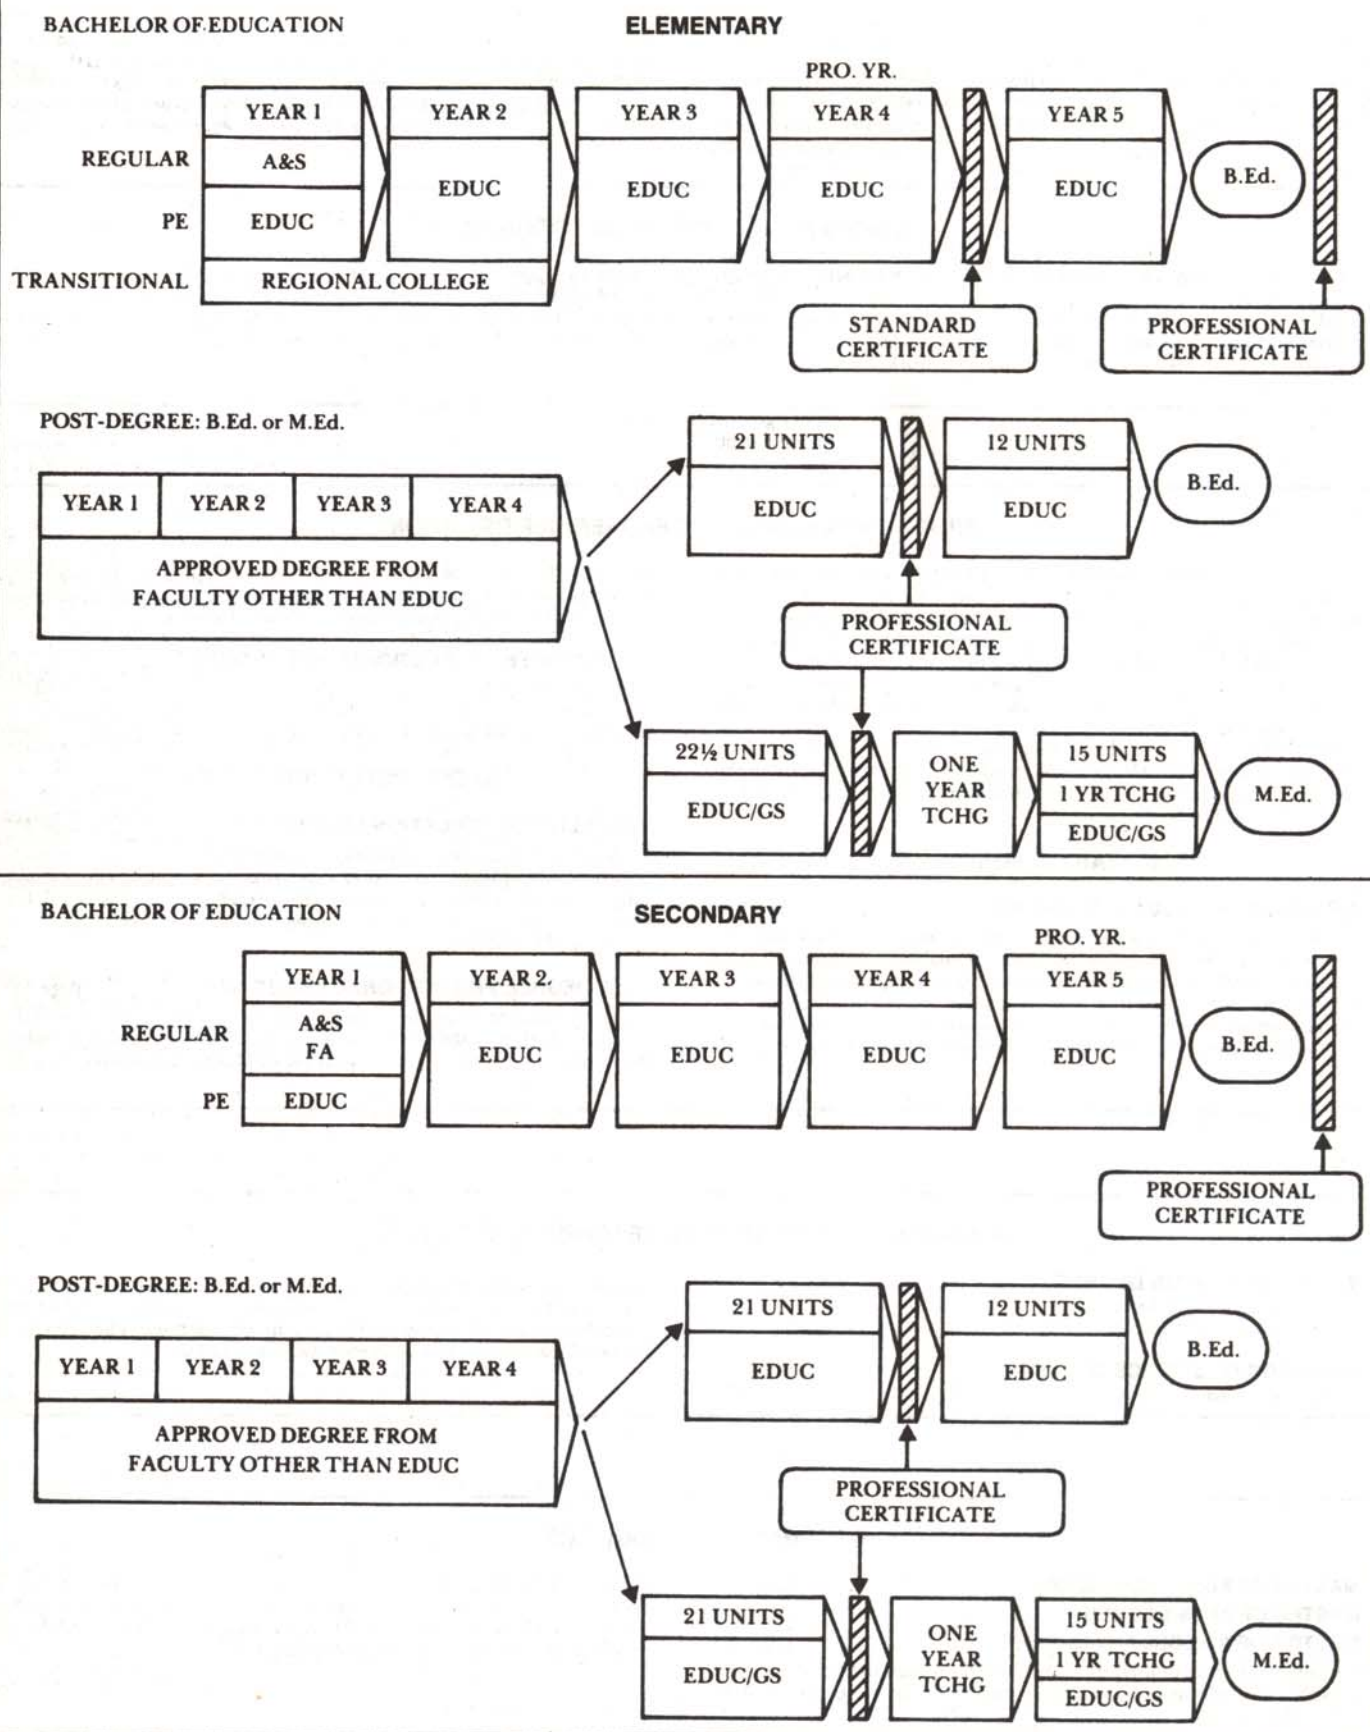 BACHELOR OF EDUCATION
ELEMENTARY
PRO. YR.
YEAR 1
YEAR 2
YEAR 3
YEAR 4
YEAR 5
REGULAR
A&S
EDUC
EDUC
EDUC
EDUC
B.Ed.
PE
EDUC
TRANSITIONAL
REGIONAL COLLEGE
STANDARD
CERTIFICATE
PROFESSIONAL
CERTIFICATE
POST-DEGREE: B.Ed. or M.Ed.
YEAR 1
YEAR 2
YEAR 3
YEAR 4
APPROVED DEGREE FROM
FACULTY OTHER THAN EDUC
21 UNITS
EDUC
12 UNITS
EDUC
B.Ed.
PROFESSIONAL
CERTIFICATE
22½ UNITS
EDUC/GS
ONE
YEAR
TCHG
15 UNITS
1 YR TCHG
EDUC/GS
M.Ed.
BACHELOR OF EDUCATION
SECONDARY
PRO. YR.
YEAR 1
YEAR 2
YEAR 3
YEAR 4
YEAR 5
REGULAR
A&S
FA
EDUC
EDUC
EDUC
EDUC
B.Ed.
PE
EDUC
PROFESSIONAL
CERTIFICATE
POST-DEGREE: B.Ed. or M.Ed.
YEAR 1
YEAR 2
YEAR 3
YEAR 4
APPROVED DEGREE FROM
FACULTY OTHER THAN EDUC
21 UNITS
EDUC
12 UNITS
EDUC
B.Ed.
PROFESSIONAL
CERTIFICATE
21 UNITS
EDUC/GS
ONE
YEAR
TCHG
15 UNITS
1 YR TCHG
EDUC/GS
M.Ed.